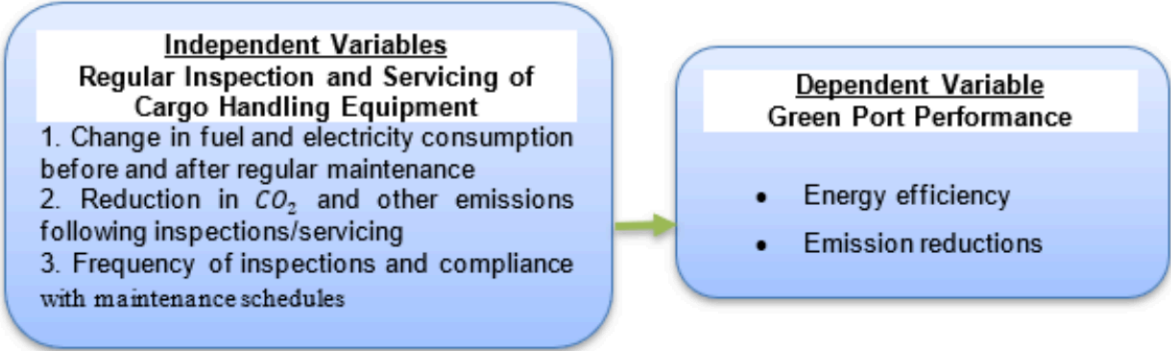 Independent Variables
Regular Inspection and Servicing of
Cargo Handling Equipment
1. Change in fuel and electricity consumption
before and after regular maintenance
2. Reduction in CO₂ and other emissions
following inspections/servicing
3. Frequency of inspections and compliance
with maintenance schedules
Dependent Variable
Green Port Performance
• Energy efficiency
• Emission reductions